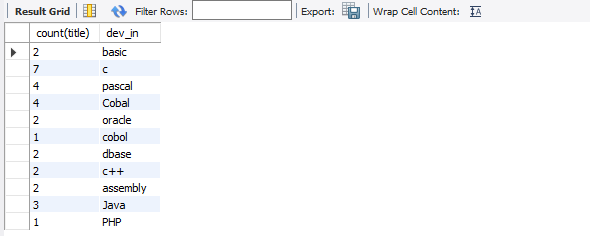 Result Grid Filter Rows: Export: Wrap Cell Content: IA
count(title) dev_in
2 basic
7 c
4 pascal
4 Cobal
2 oracle
1 cobol
2 dbase
2 c++
2 assembly
3 Java
1 PHP